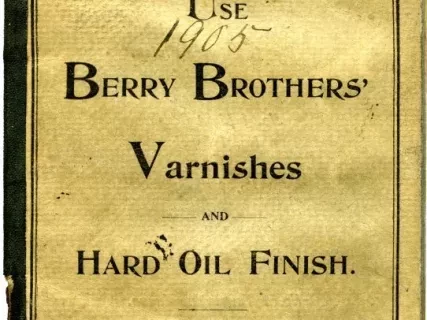 USE
1905
BERRY BROTHERS'
Varnishes
AND
HARD OIL FINISH.